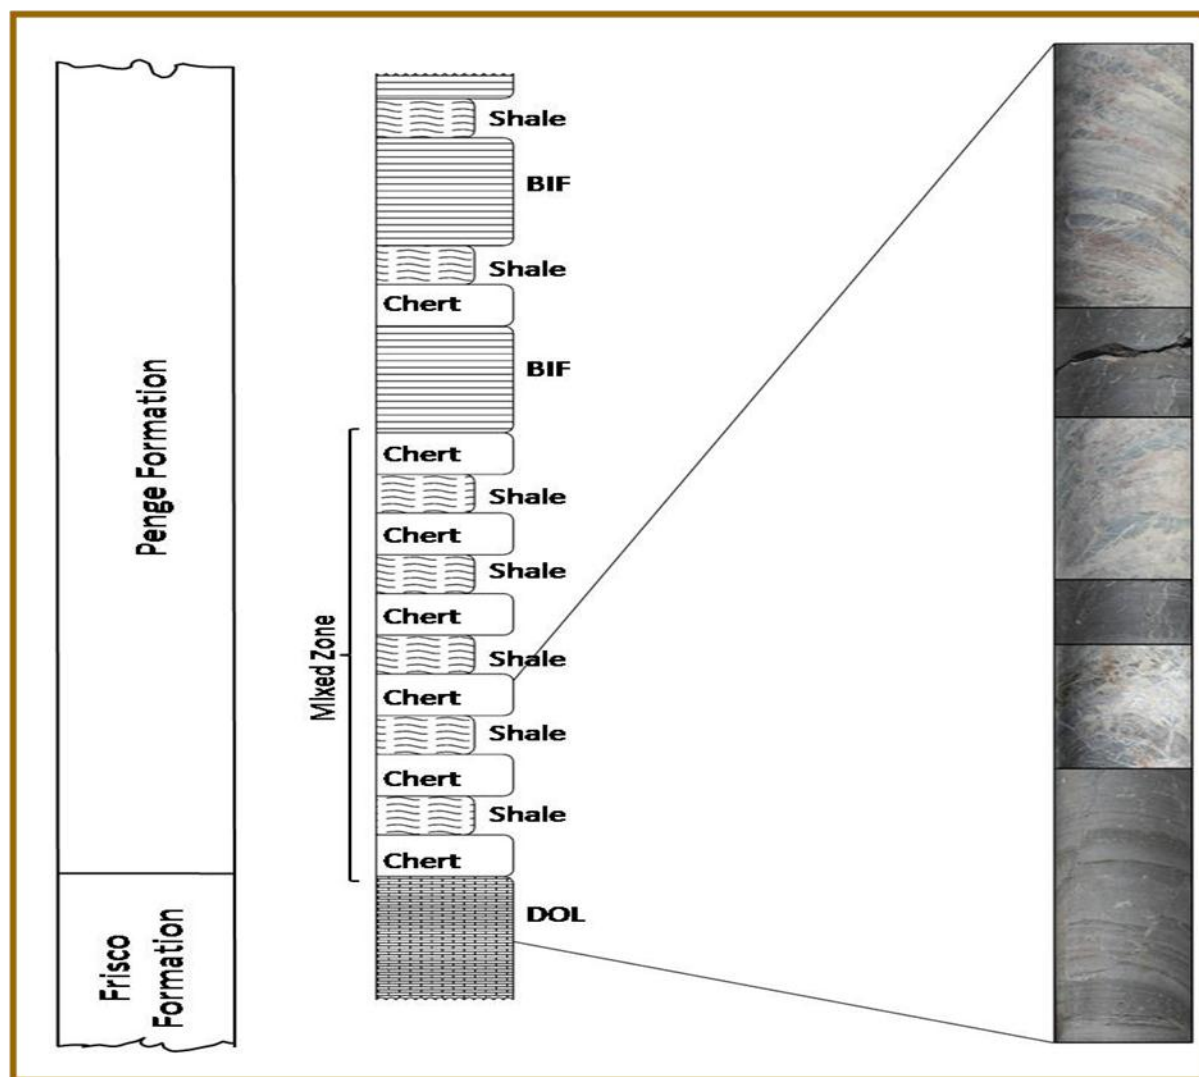 Penge Formation
Frisco
Formation
MIxed Zone
Shale
BIF
Shale
Chert
BIF
Chert
Shale
Chert
Shale
Chert
Shale
Chert
Shale
Chert
Shale
Chert
DOL